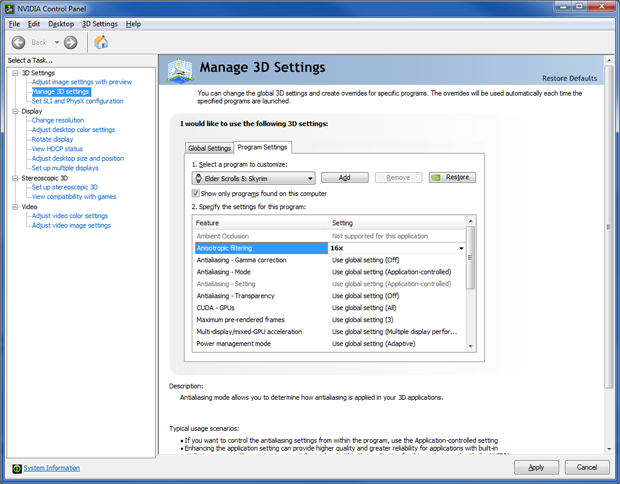 NVIDIA Control Panel
File Edit Desktop 3D Settings Help
Back
Select a Task...
3D Settings
Adjust image settings with preview
Manage 3D settings
Set SLI and PhysX configuration
Display
Change resolution
Adjust desktop color settings
Rotate display
View HDCP status
Adjust desktop size and position
Set up multiple displays
Stereoscopic 3D
Set up stereoscopic 3D
View compatibility with games
Video
Adjust video color settings
Adjust video image settings
System Information
Manage 3D Settings
Restore Defaults
You can change the global 3D settings and create overrides for specific programs. The overrides will be used automatically each time the
specified programs are launched.
I would like to use the following 3D settings:
Global Settings Program Settings
1. Select a program to customize:
Elder Scrolls 5: Skyrim Add Remove Restore
Show only programs found on this computer
2. Specify the settings for this program:
Feature Setting
Ambient Occlusion Not supported for this application
Anisotropic filtering 16x
Antialiasing - Gamma correction Use global setting (Off)
Antialiasing - Mode Use global setting (Application-controlled)
Antialiasing - Setting Use global setting (Application-controlled)
Antialiasing - Transparency Use global setting (Off)
CUDA - GPUs Use global setting (All)
Maximum pre-rendered frames Use global setting (3)
Multi-display/mixed-GPU acceleration Use global setting (Multiple display perfor...
Power management mode Use global setting (Adaptive)
Description:
Antialiasing mode allows you to determine how antialiasing is applied in your 3D applications.
Typical usage scenarios:
• If you want to control the antialiasing settings from within the program, use the Application-controlled setting
• Enhancing the application setting can provide higher quality and greater reliability for applications with built-in
Apply Cancel